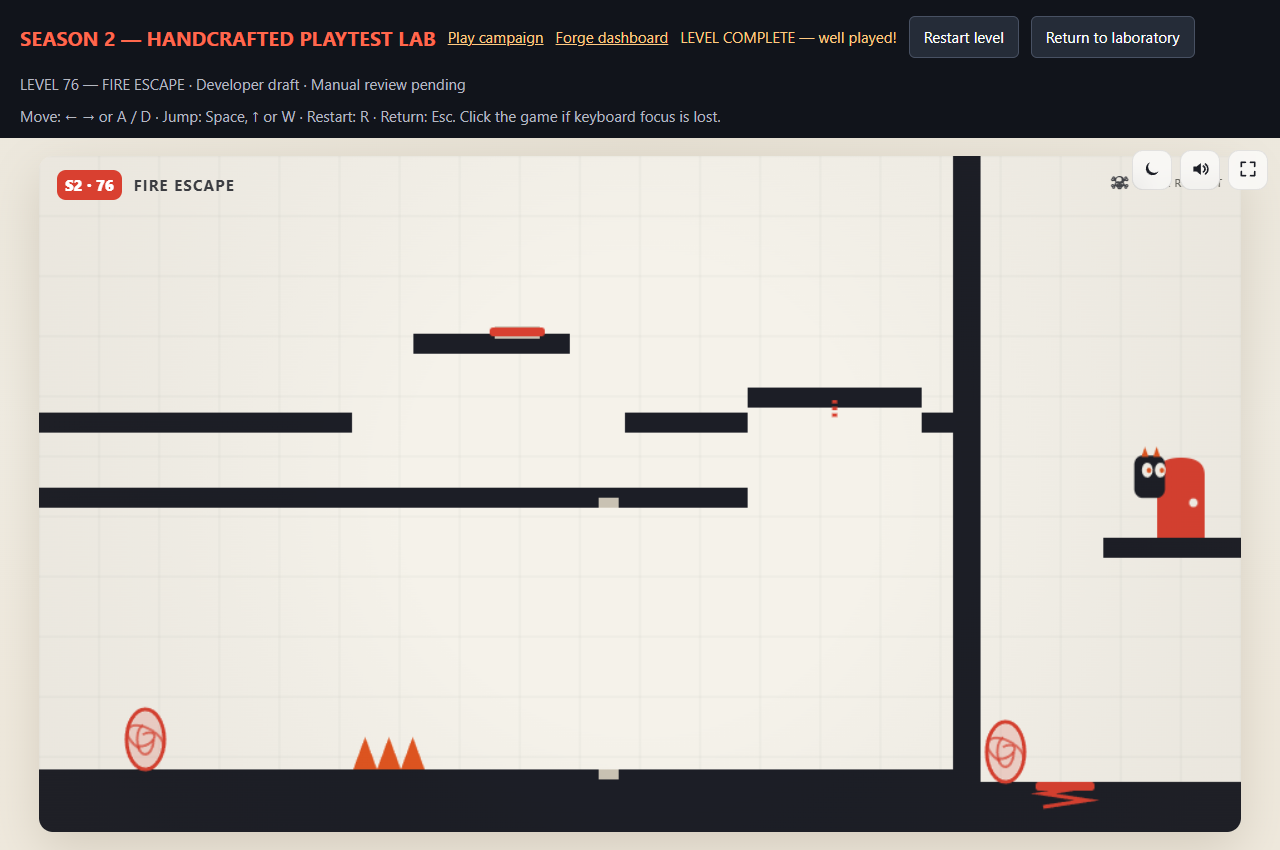 SEASON 2 — HANDCRAFTED PLAYTEST LAB Play campaign Forge dashboard LEVEL COMPLETE — well played! Restart level Return to laboratory
LEVEL 76 — FIRE ESCAPE · Developer draft · Manual review pending
Move: ← → or A / D · Jump: Space, ↑ or W · Restart: R · Return: Esc. Click the game if keyboard focus is lost.
S2 · 76 FIRE ESCAPE